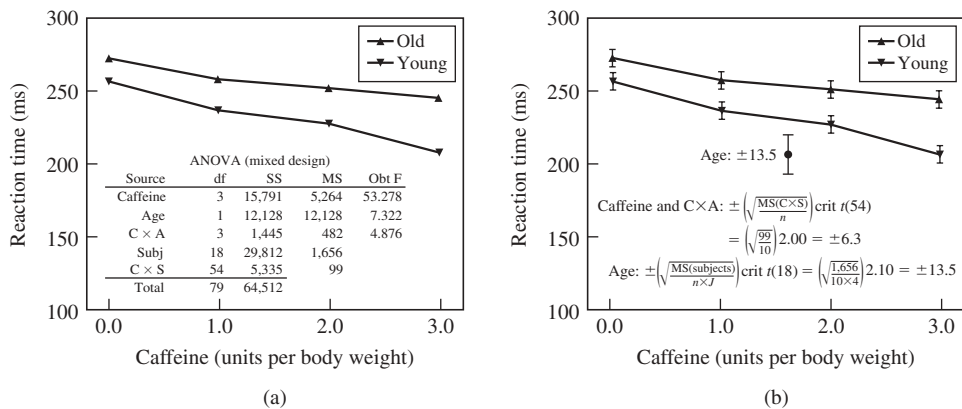 300
250
200
150
100
Reaction time (ms)
Old
Young
ANOVA (mixed design)
Source df SS MS Obt F
Caffeine 3 15,791 5,264 53.278
Age 1 12,128 12,128 7.322
C × A 3 1,445 482 4.876
Subj 18 29,812 1,656
C × S 54 5,335 99
Total 79 64,512
0.0 1.0 2.0 3.0
Caffeine (units per body weight)
(a)
300
250
200
150
100
Reaction time (ms)
Old
Young
Age: ±13.5
Caffeine and C×A: ± (√MS(C×S)/n) crit t(54)
= (√99/10) 2.00 = ±6.3
Age: ±(√MS(subjects)/n×J) crit t(18) = (√1,656/10×4) 2.10 = ±13.5
0.0 1.0 2.0 3.0
Caffeine (units per body weight)
(b)